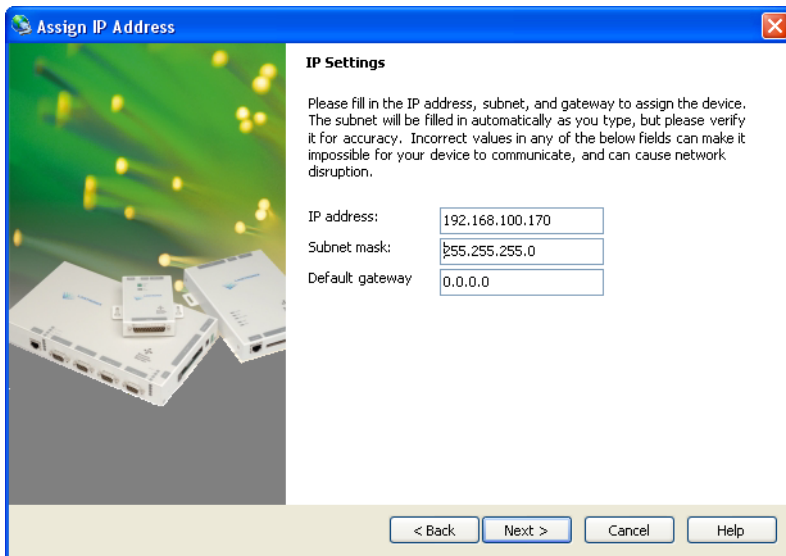 Assign IP Address
IP Settings
Please fill in the IP address, subnet, and gateway to assign the device.
The subnet will be filled in automatically as you type, but please verify
it for accuracy. Incorrect values in any of the below fields can make it
impossible for your device to communicate, and can cause network
disruption.
IP address: 192.168.100.170
Subnet mask: 255.255.255.0
Default gateway 0.0.0.0
< Back Next > Cancel Help